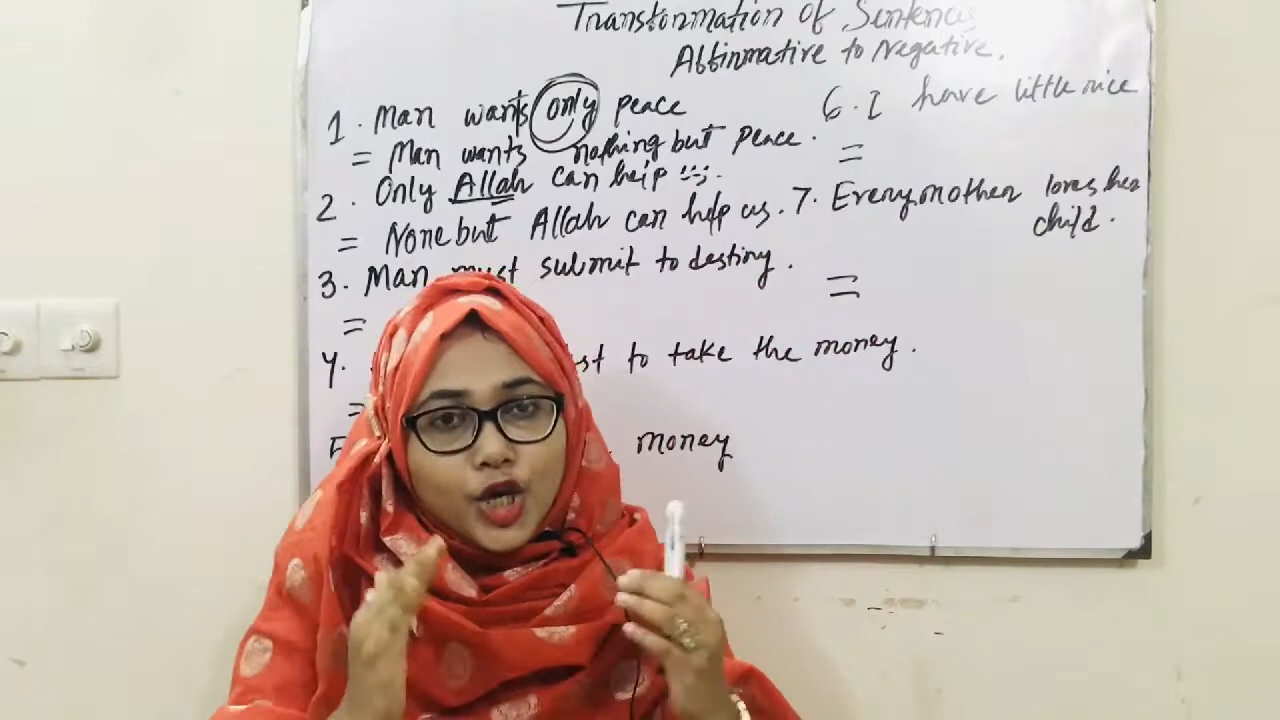 Transformation of Sentence
Affirmative to Negative.
1. Man wants only peace
= Man wants nothing but peace.
2. Only Allah can help us.
= None but Allah can help us.
3. Man must submit to destiny.
=
4. to take the money.
=
5 money
6. I have little rice
=
7. Every mother loves her
child.
=